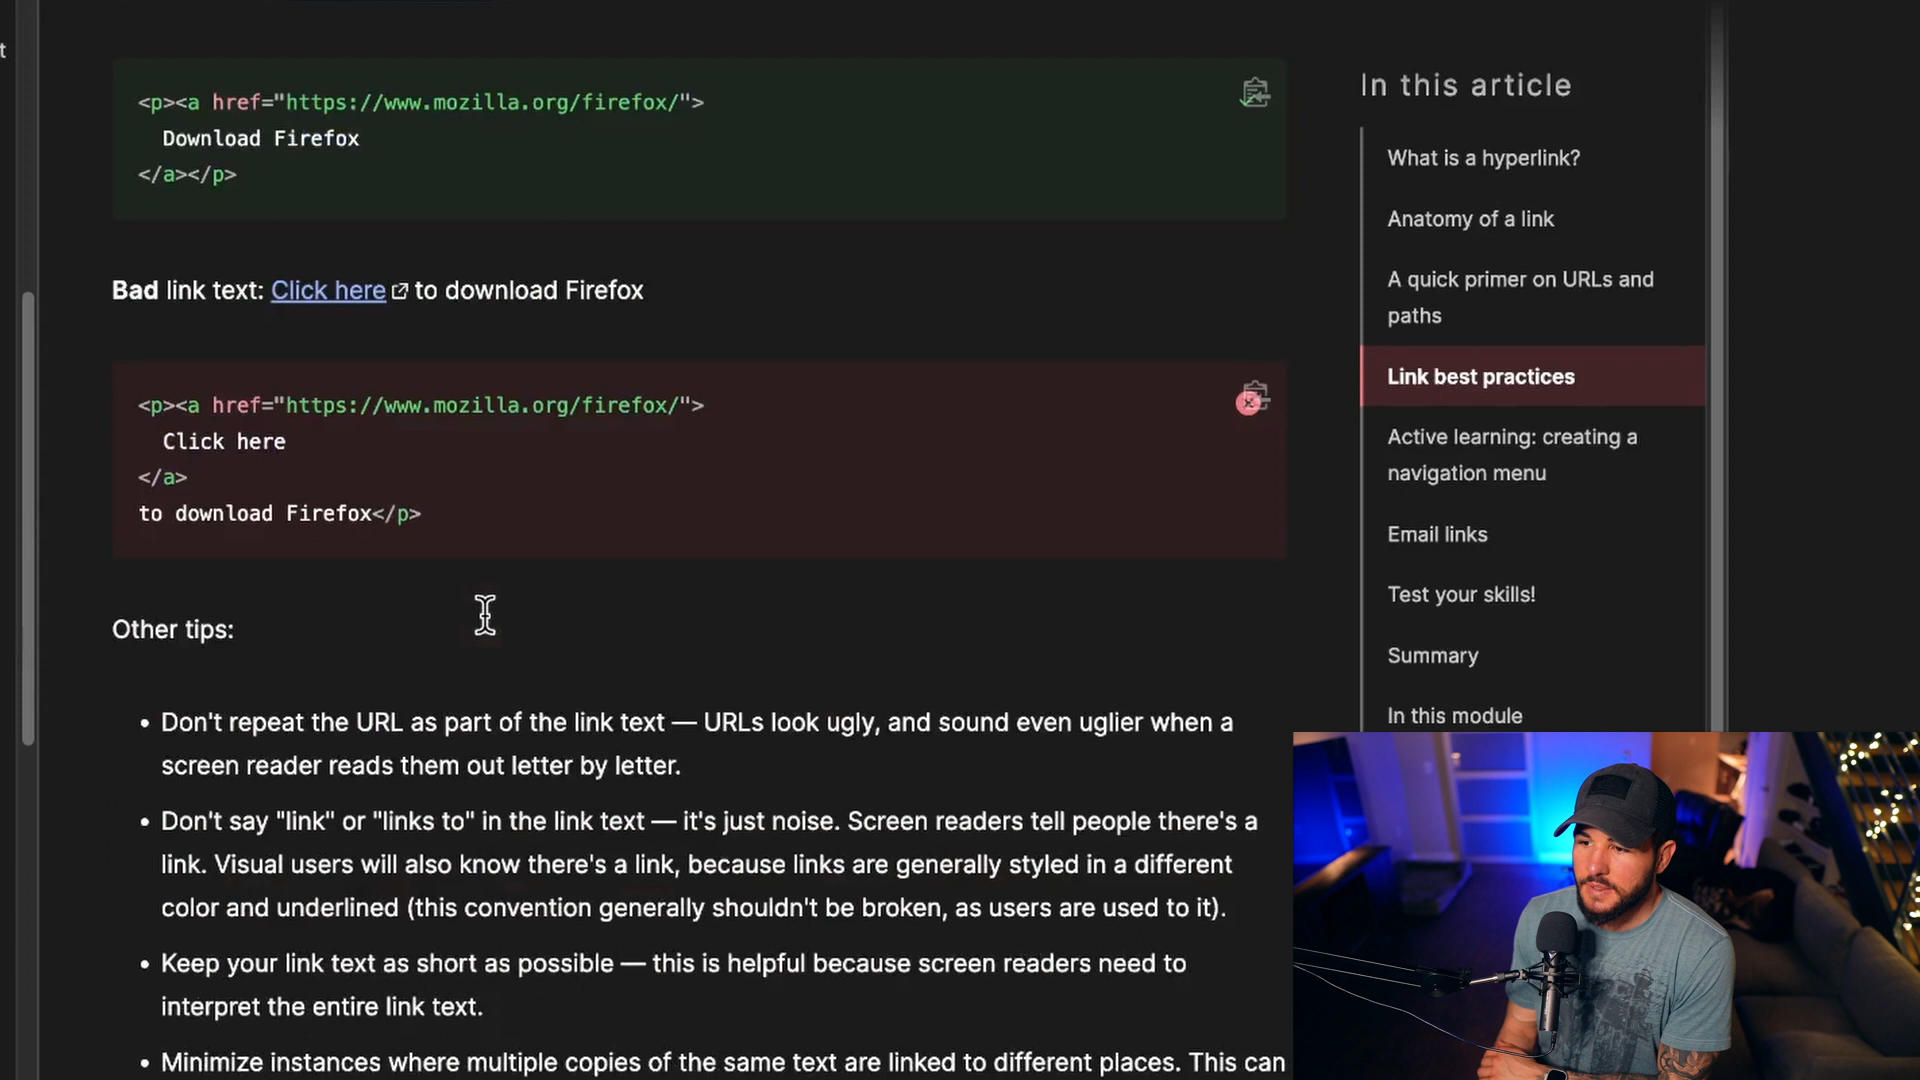 t
<p><a href="https://www.mozilla.org/firefox/">
Download Firefox
</a></p>
Bad link text: Click here to download Firefox
<p><a href="https://www.mozilla.org/firefox/">
Click here
</a>
to download Firefox</p>
Other tips:
• Don't repeat the URL as part of the link text — URLs look ugly, and sound even uglier when a
screen reader reads them out letter by letter.
• Don't say "link" or "links to" in the link text — it's just noise. Screen readers tell people there's a
link. Visual users will also know there's a link, because links are generally styled in a different
color and underlined (this convention generally shouldn't be broken, as users are used to it).
• Keep your link text as short as possible — this is helpful because screen readers need to
interpret the entire link text.
• Minimize instances where multiple copies of the same text are linked to different places. This can
In this article
What is a hyperlink?
Anatomy of a link
A quick primer on URLs and
paths
Link best practices
Active learning: creating a
navigation menu
Email links
Test your skills!
Summary
In this module